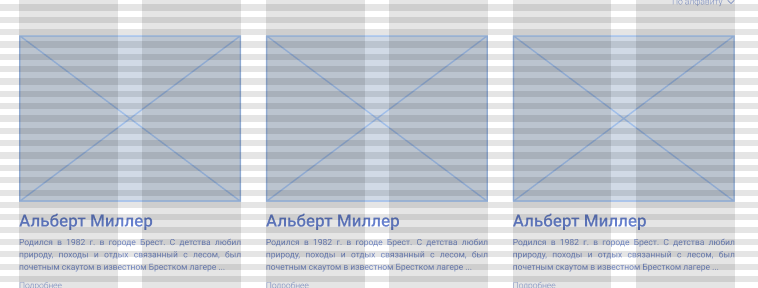 По алфавиту
Альберт Миллер
Родился в 1982 г. в городе Брест. С детства любил
природу, походы и отдых связанный с лесом, был
почетным скаутом в известном Брестком лагере ...
Подробнее
Альберт Миллер
Родился в 1982 г. в городе Брест. С детства любил
природу, походы и отдых связанный с лесом, был
почетным скаутом в известном Брестком лагере ...
Подробнее
Альберт Миллер
Родился в 1982 г. в городе Брест. С детства любил
природу, походы и отдых связанный с лесом, был
почетным скаутом в известном Брестком лагере ...
Подробнее